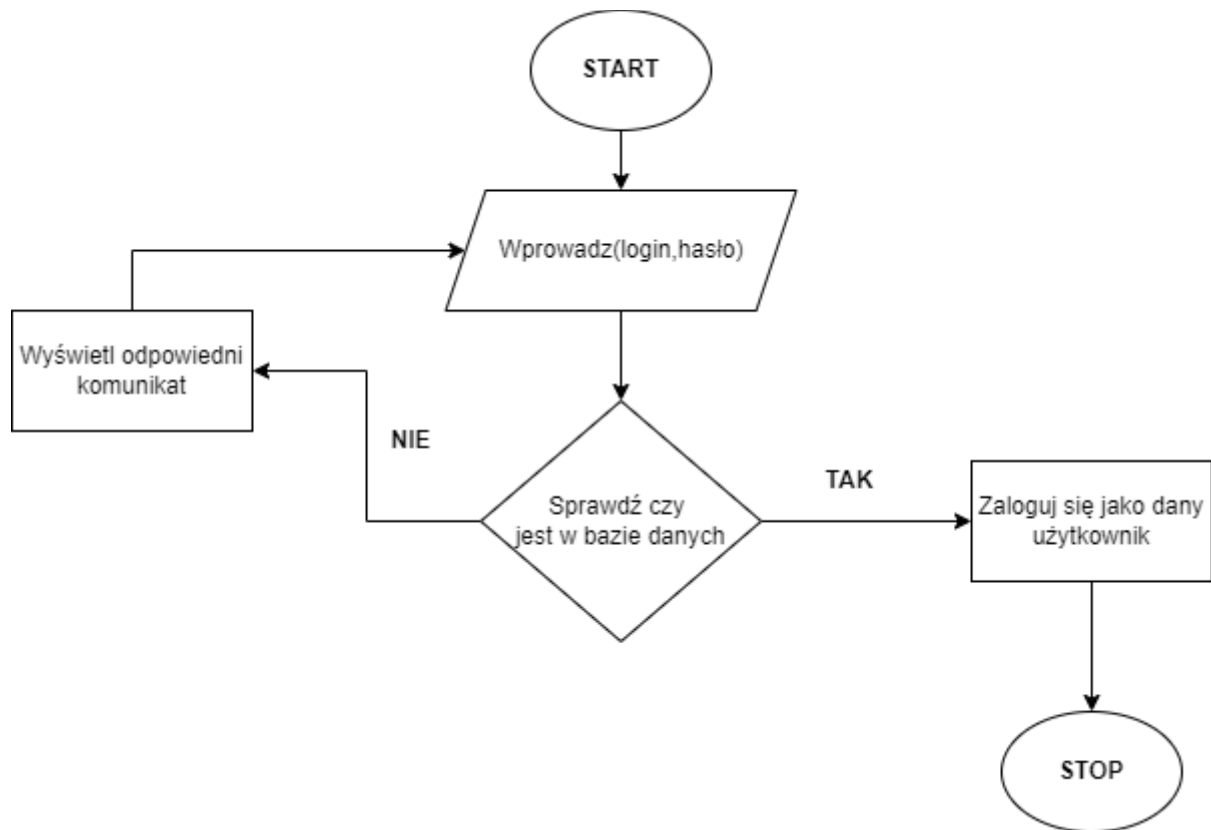 START
Wprowadz(login,hasło)
Wyświetl odpowiedni
komunikat
NIE
TAK
Sprawdź czy
jest w bazie danych
Zaloguj się jako dany
użytkownik
STOP